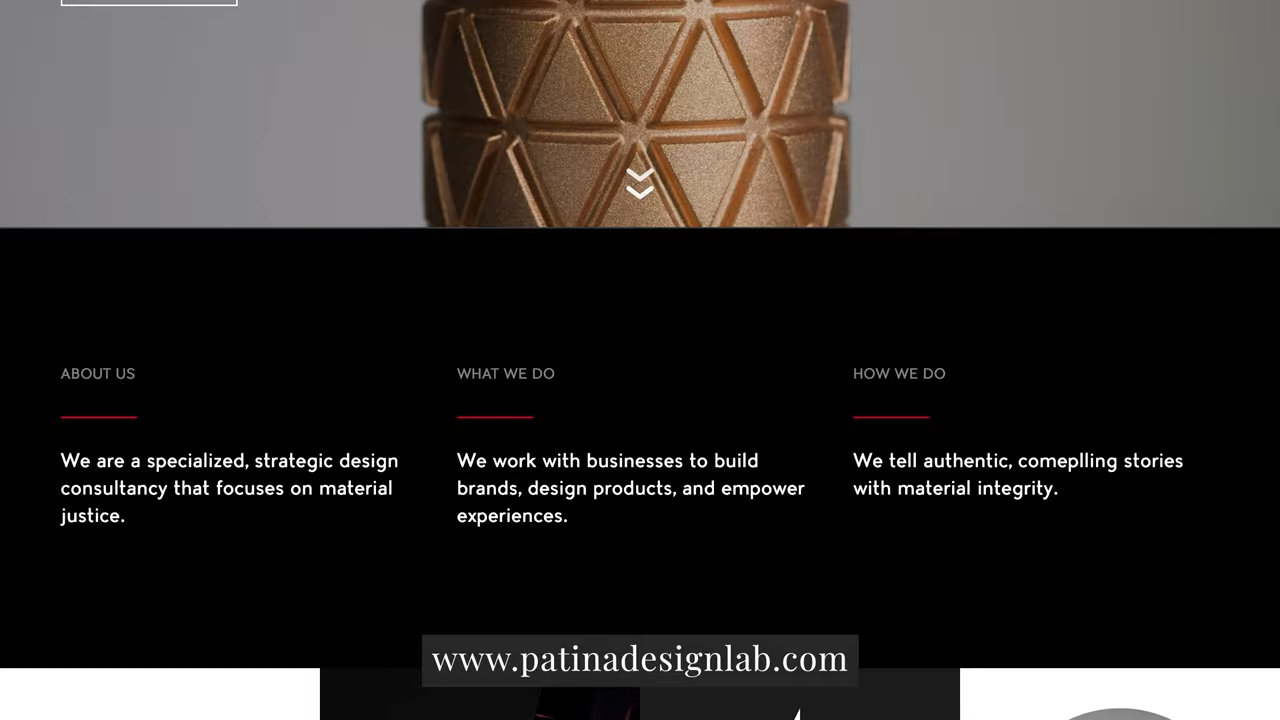 ABOUT US
We are a specialized, strategic design
consultancy that focuses on material
justice.
WHAT WE DO
We work with businesses to build
brands, design products, and empower
experiences.
HOW WE DO
We tell authentic, comeplling stories
with material integrity.
www.patinadesignlab.com